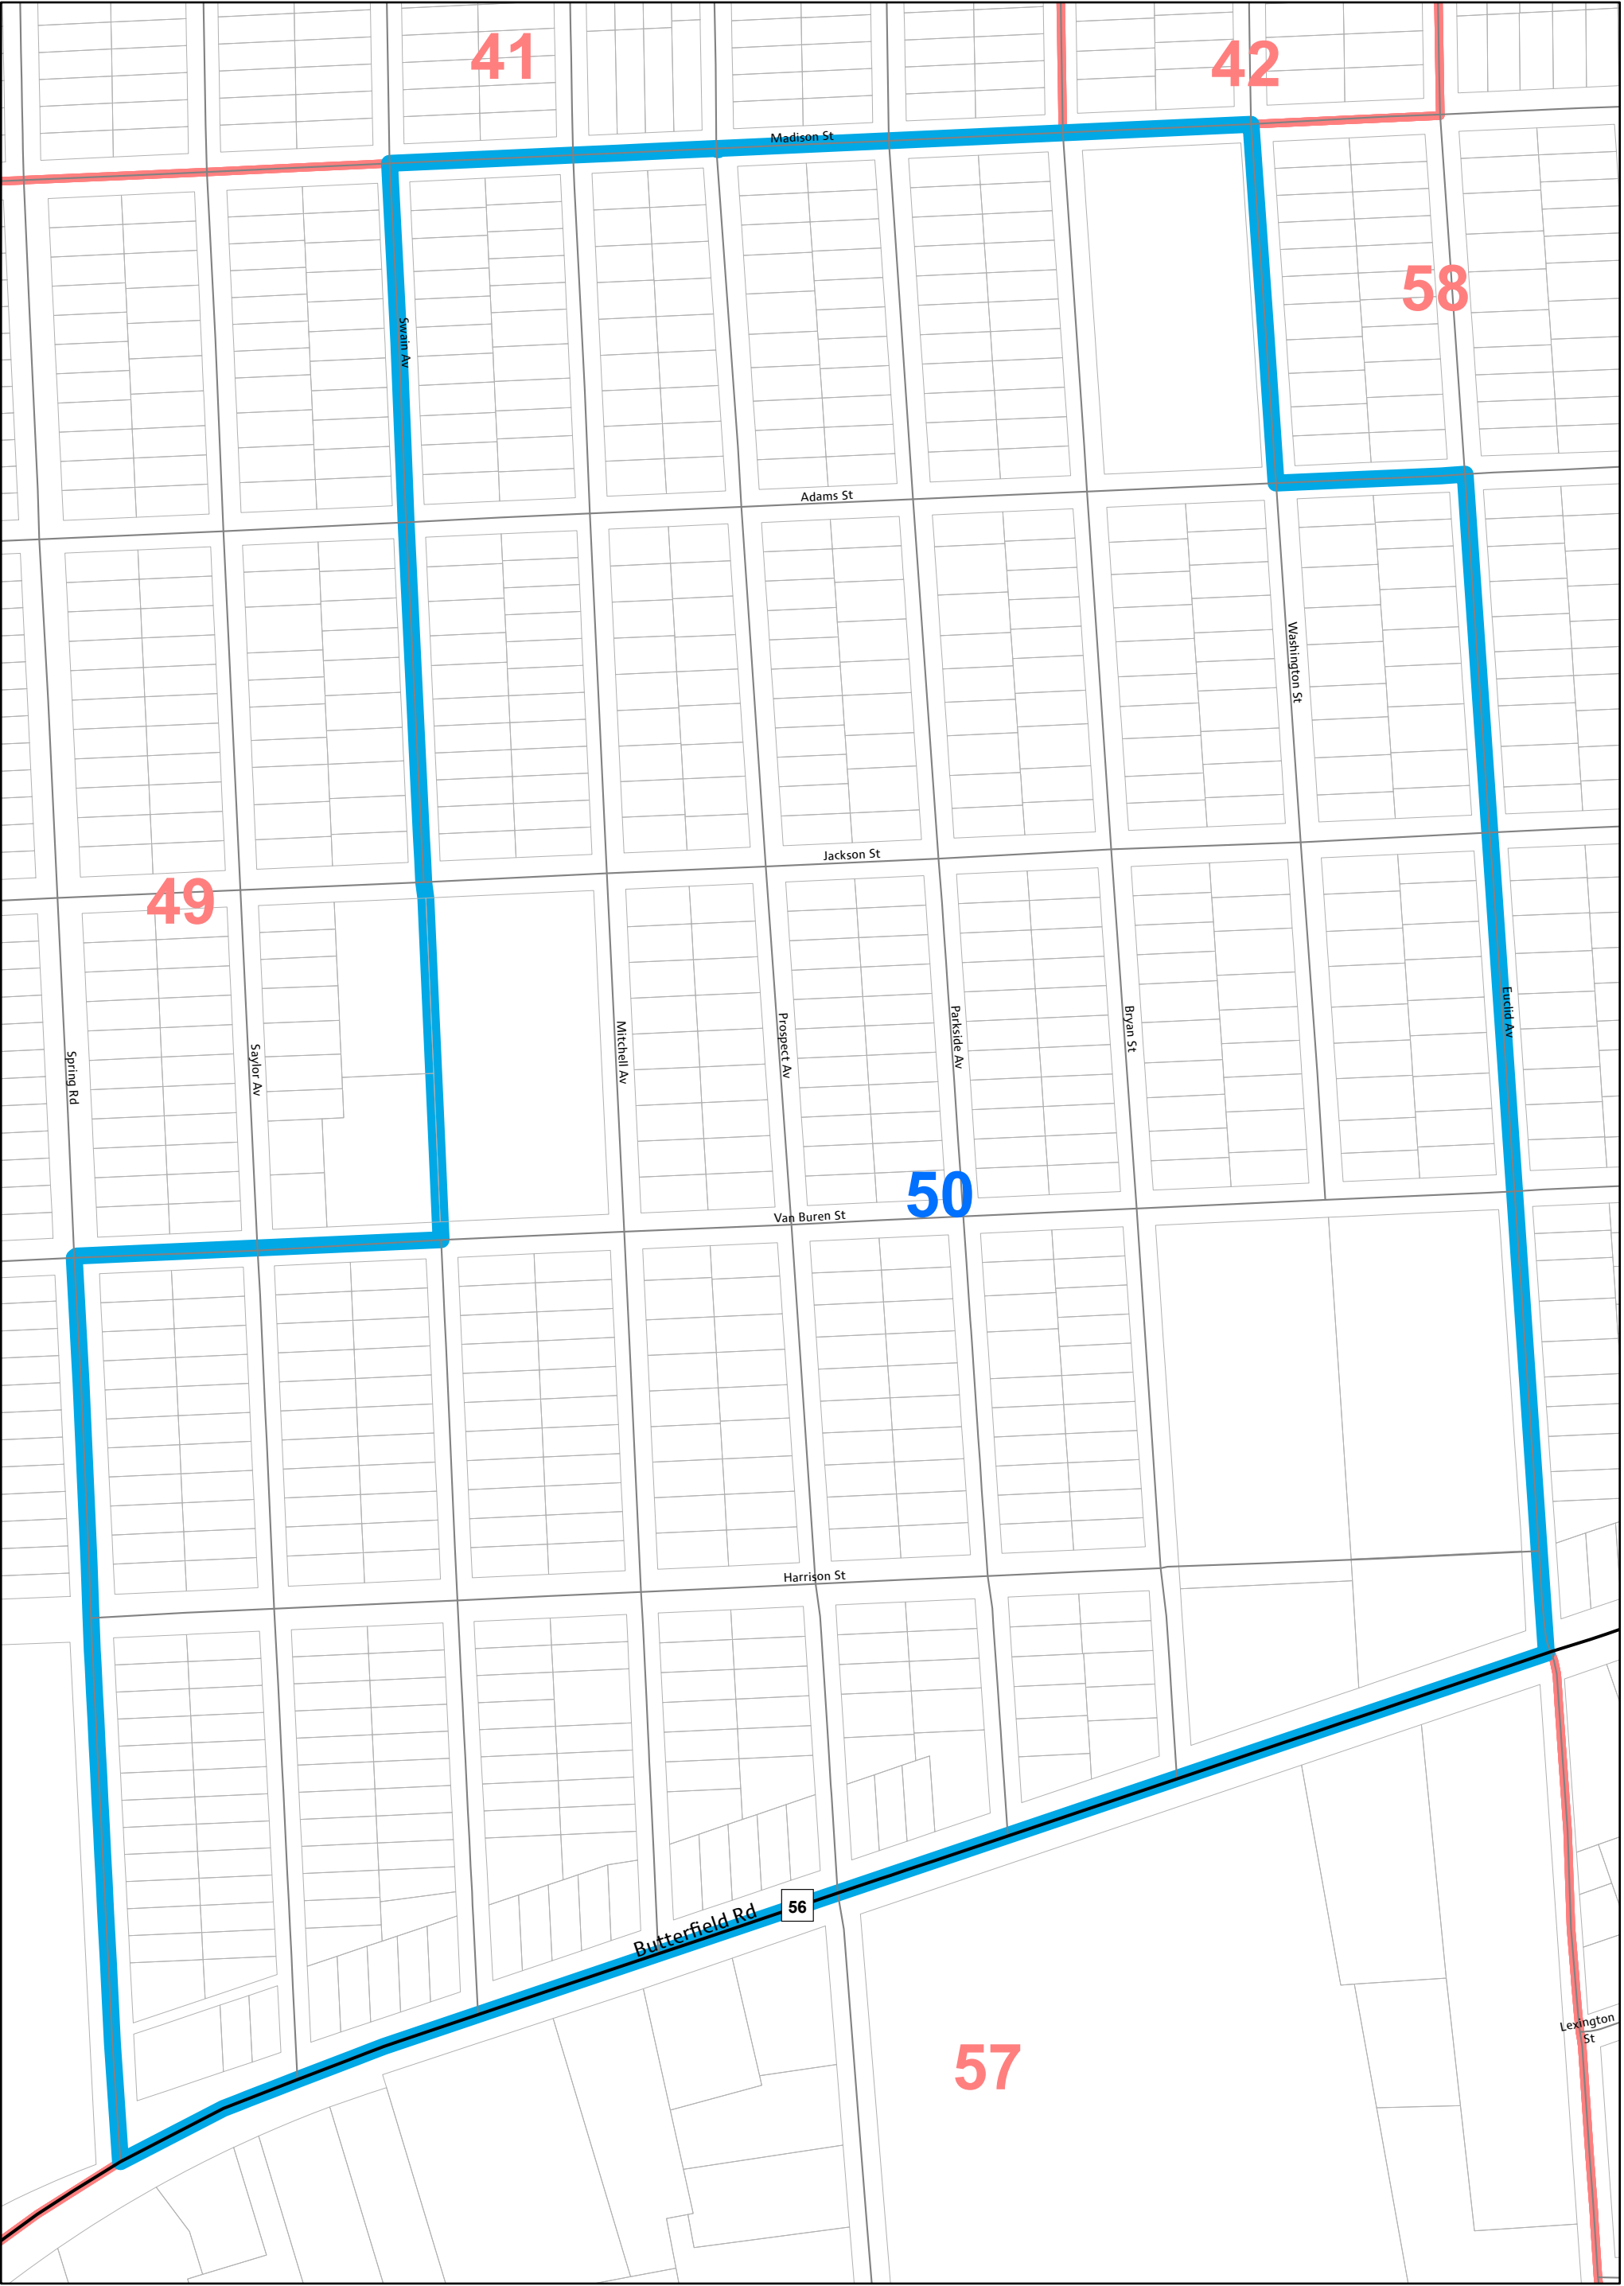 41
42
Madison St
58
Swain Av
Adams St
Washington St
Jackson St
49
Euclid Av
Spring Rd
Saylor Av
Mitchell Av
Prospect Av
Parkside Av
Bryan St
50
Van Buren St
Harrison St
56
Butterfield Rd
57
Lexington
St